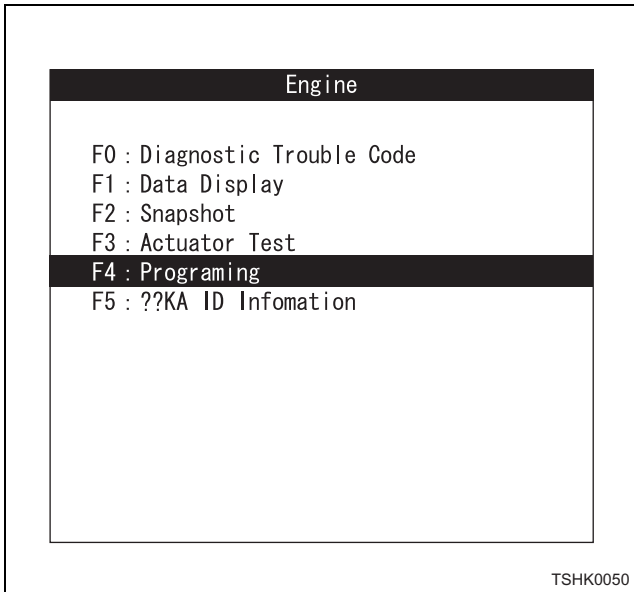 Engine
F0 : Diagnostic Trouble Code
F1 : Data Display
F2 : Snapshot
F3 : Actuator Test
F4 : Programing
F5 : ??KA ID Infomation
TSHK0050